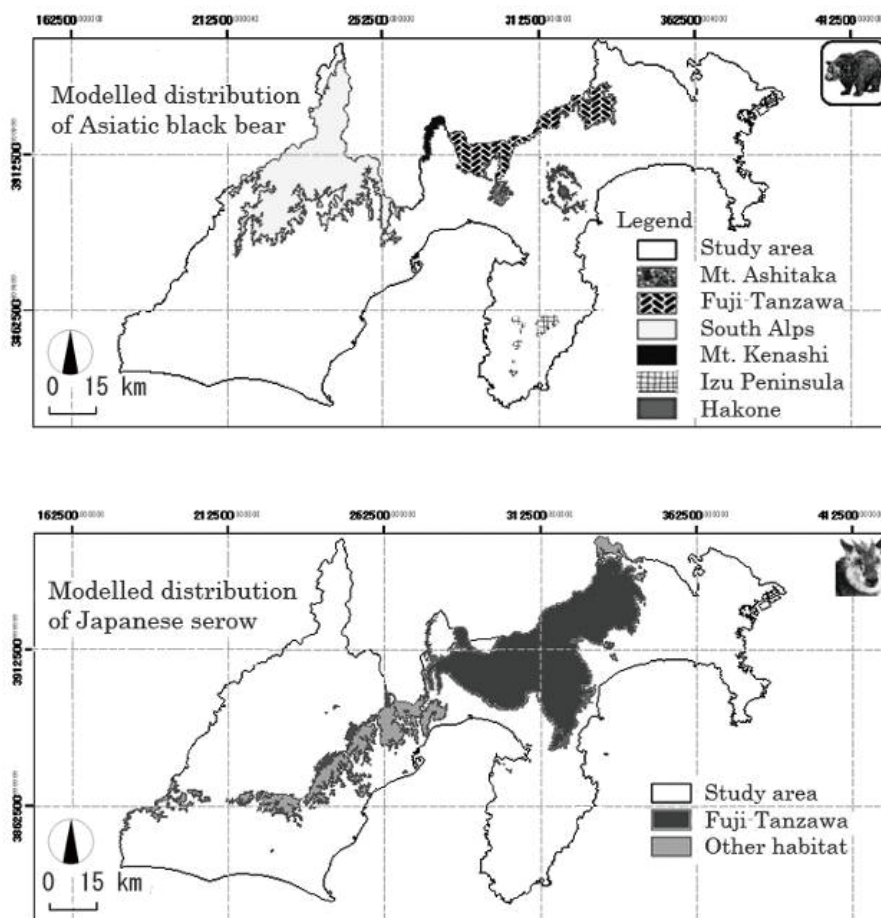 162500 212500 252500 312500 362500 412500
Modelled distribution
of Asiatic black bear
3912500
3462500
Legend
Study area
Mt. Ashitaka
Fuji-Tanzawa
South Alps
Mt. Kenashi
Izu Peninsula
Hakone
0 15 km
162500 212500 262500 312500 362500 412500
Modelled distribution
of Japanese serow
3912500
3862500
Study area
Fuji-Tanzawa
Other habitat
0 15 km